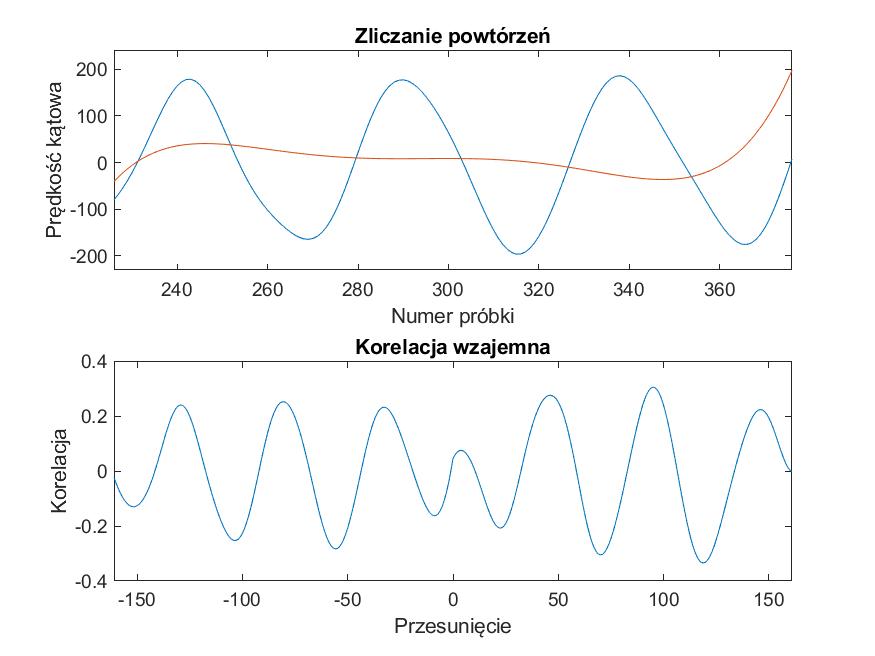 Zliczanie powtórzeń
200
100
0
-100
-200
Prędkość kątowa
240 260 280 300 320 340 360
Numer próbki
Korelacja wzajemna
0.4
0.2
0
-0.2
-0.4
Korelacja
-150 -100 -50 0 50 100 150
Przesunięcie